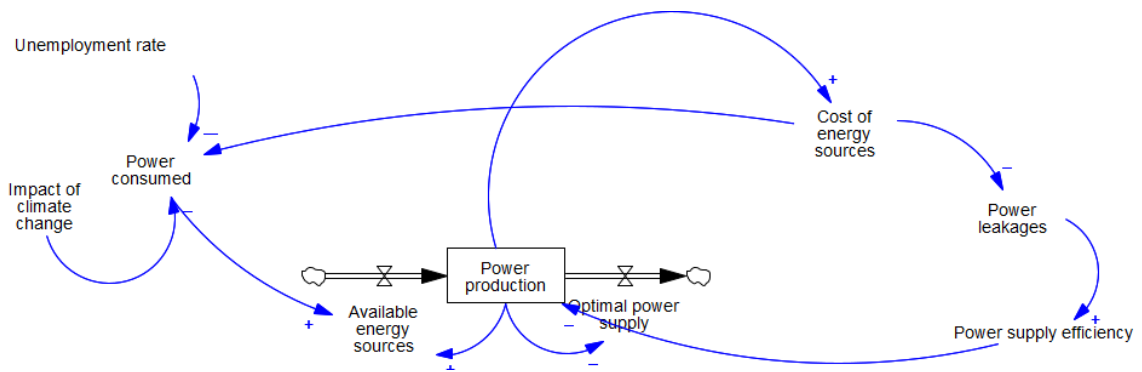 Unemployment rate
+
Cost of
energy
sources
–
Power
consumed
–
Impact of
climate
change
–
Power
leakages
Power
production
Available
energy
sources
+
Optimal power
supply
–
+
Power supply efficiency
+
–